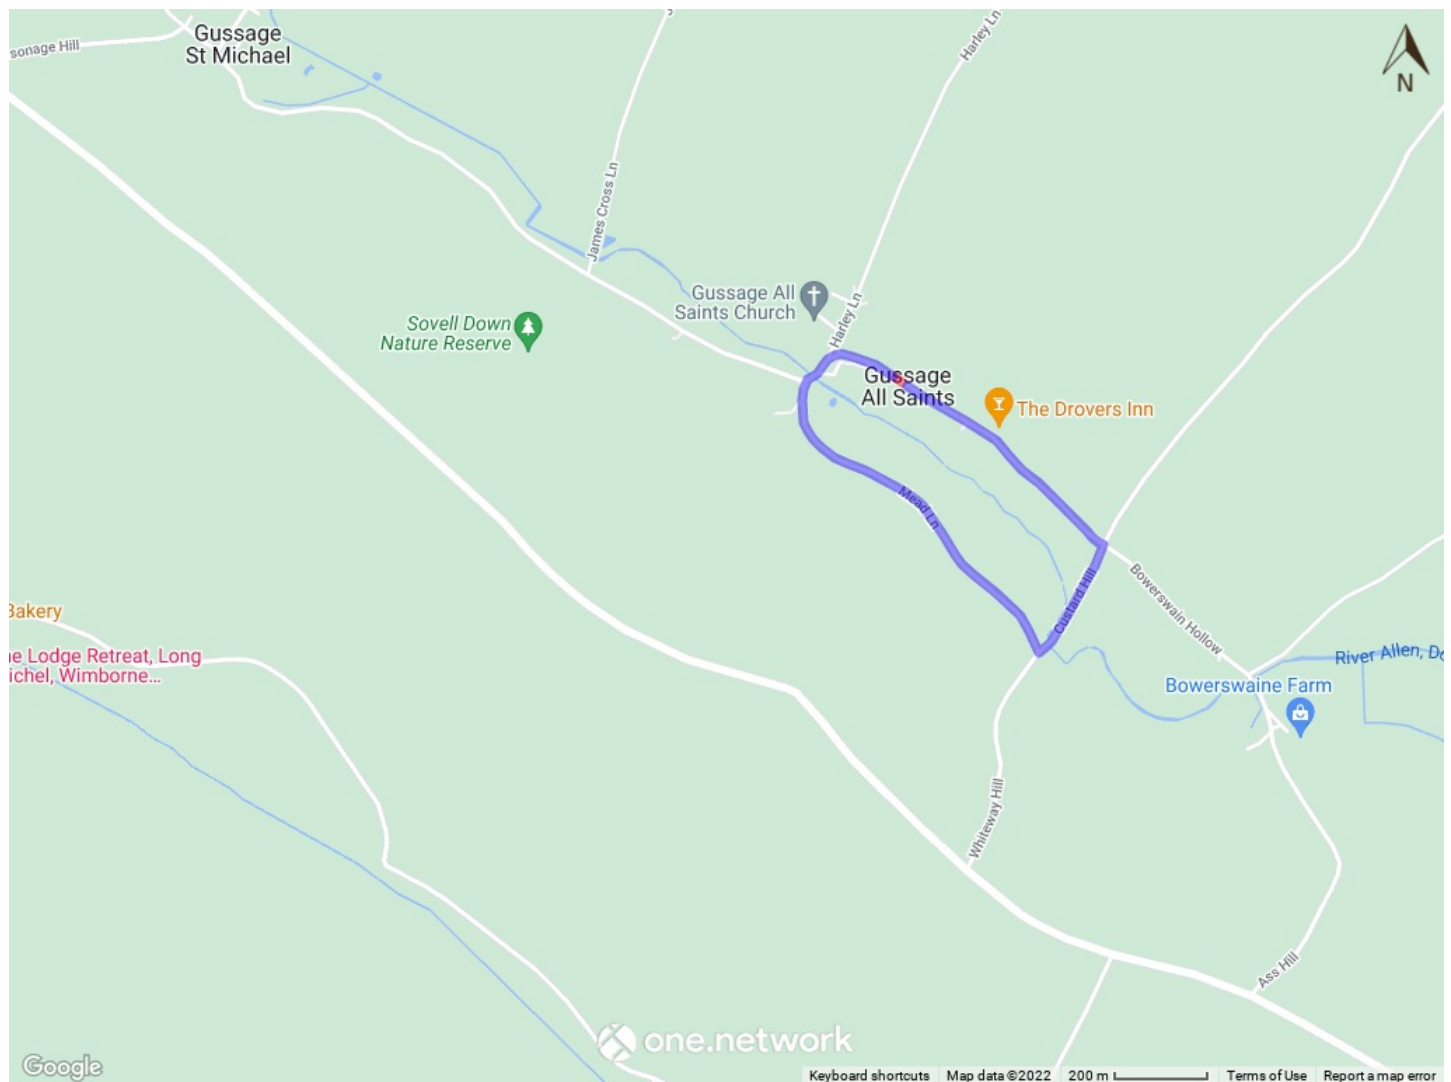 Gussage
St Michael
sonage Hill
Harley Ln
N
James Cross Ln
Gussage All
Saints Church
Harley Ln
Sovell Down
Nature Reserve
Gussage
All Saints
The Drovers Inn
Mead Ln
Custard Hill
Bowerswain Hollow
Bakery
ne Lodge Retreat, Long
ichel, Wimborne...
River Allen, Do
Bowerswaine Farm
Whiteway Hill
Ass Hill
one.network
Google
Keyboard shortcuts Map data ©2022 200 m Terms of Use Report a map error